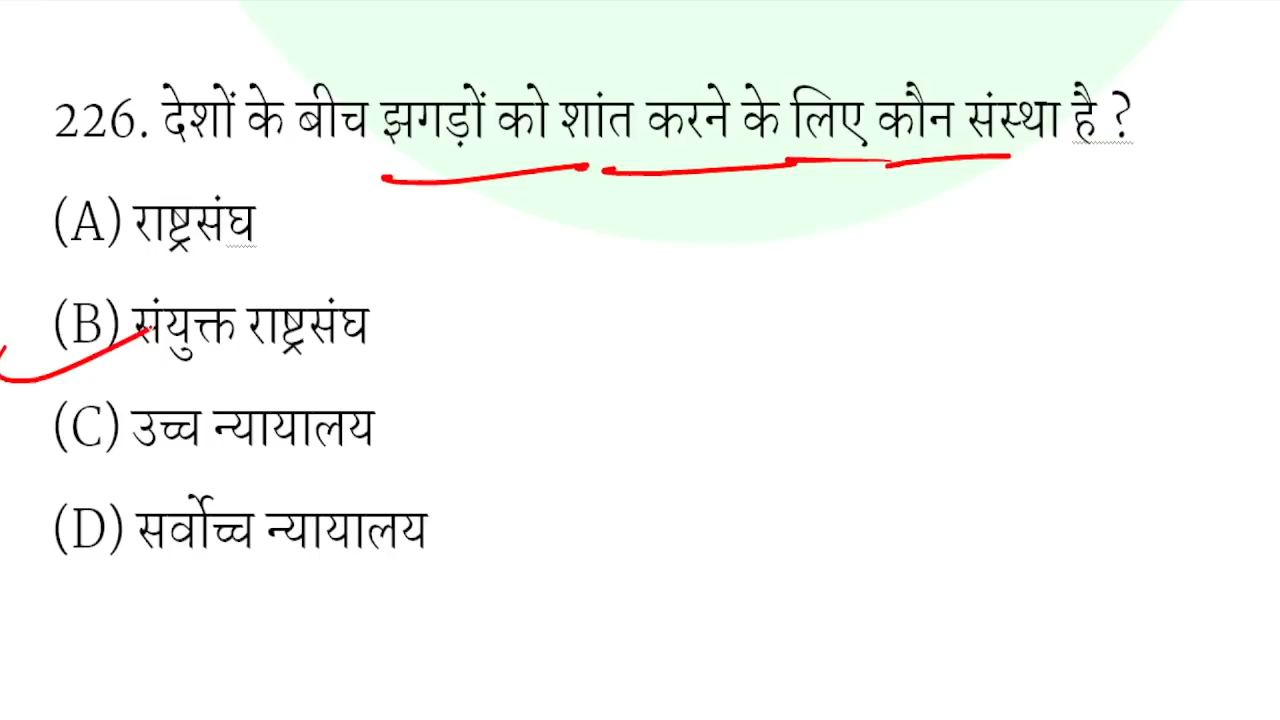 226. देशों के बीच झगड़ों को शांत करने के लिए कौन संस्था है ?
(A) राष्ट्रसंघ
(B) संयुक्त राष्ट्रसंघ
(C) उच्च न्यायालय
(D) सर्वोच्च न्यायालय